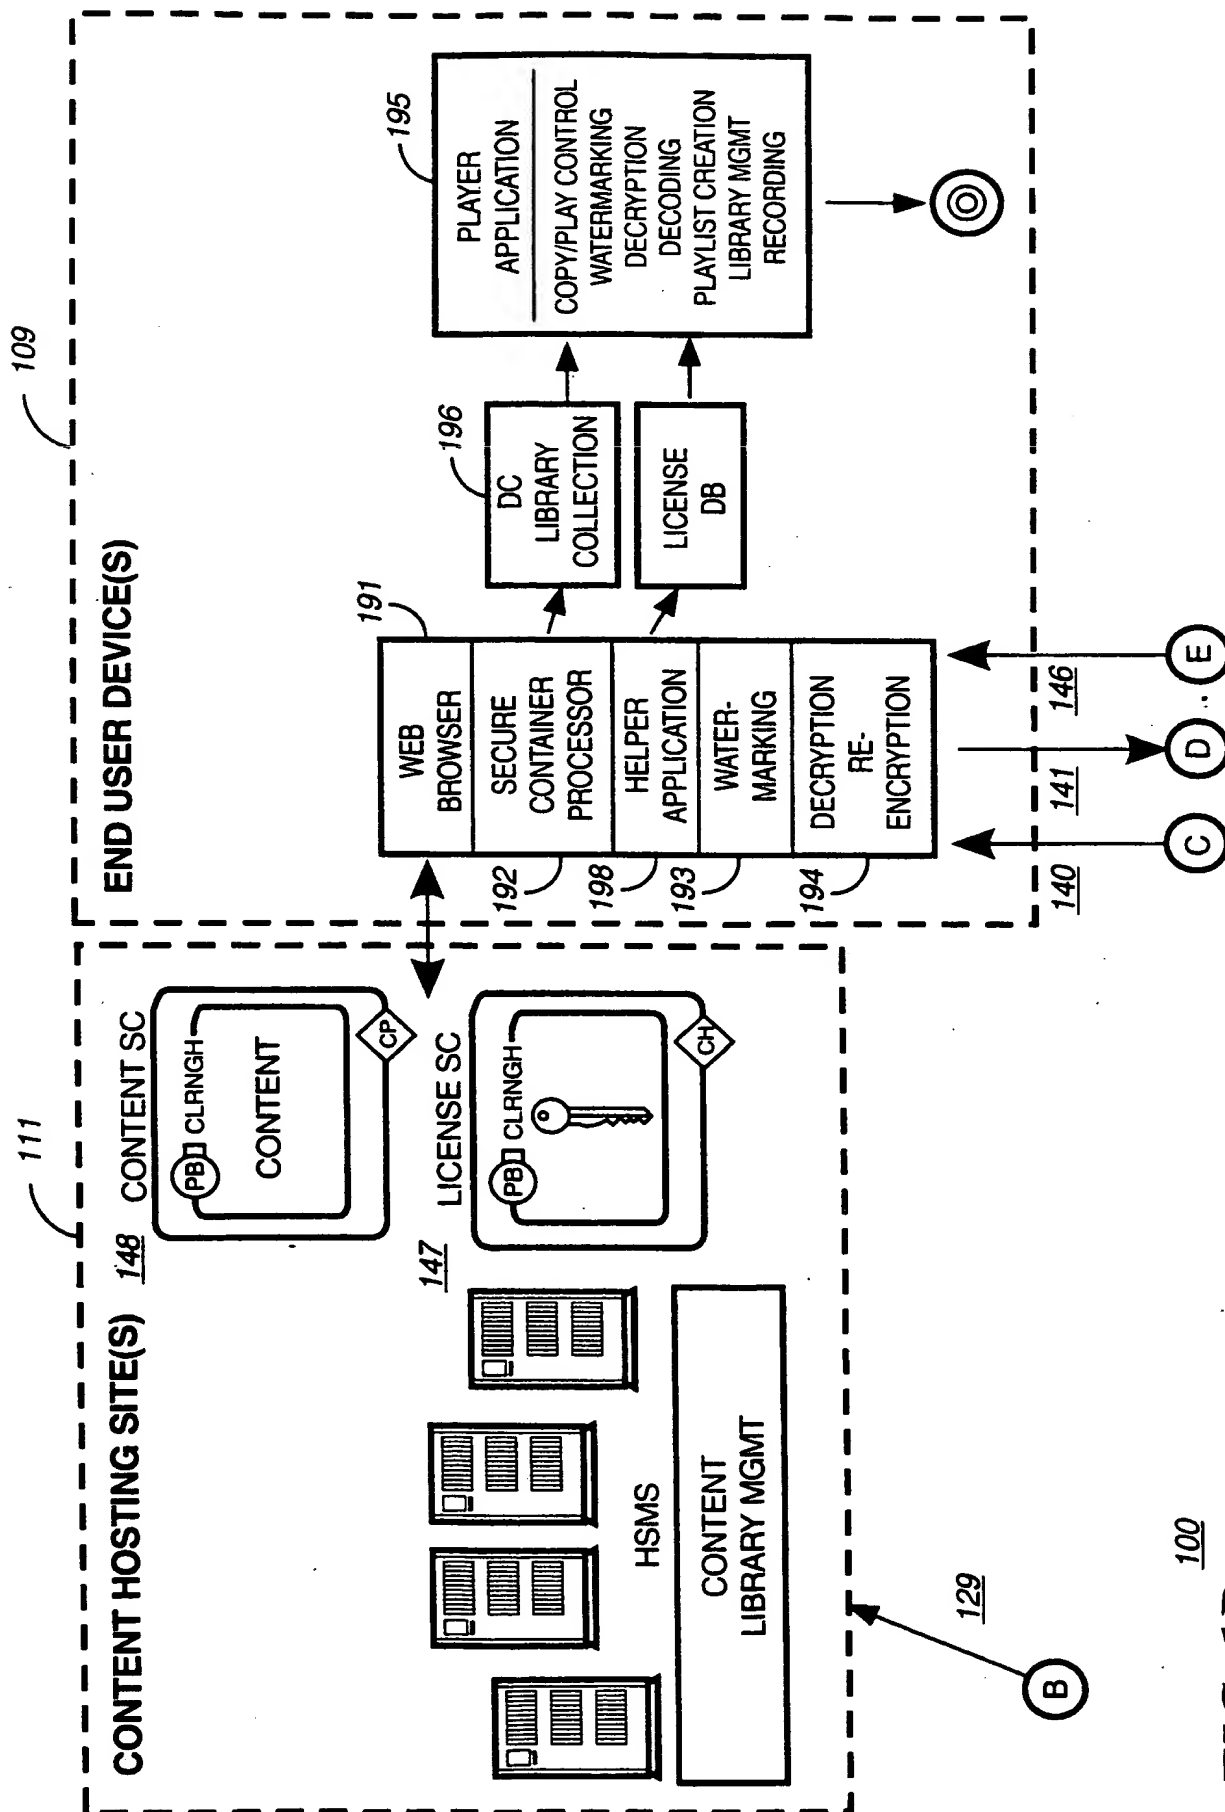 109
END USER DEVICE(S)
191
WEB
BROWSER
SECURE
CONTAINER
PROCESSOR
HELPER
APPLICATION
WATER-
MARKING
DECRYPTION
RE-
ENCRYPTION
192
198
193
194
196
DC
LIBRARY
COLLECTION
LICENSE
DB
195
PLAYER
APPLICATION
COPY/PLAY CONTROL
WATERMARKING
DECRYPTION
DECODING
PLAYLIST CREATION
LIBRARY MGMT
RECORDING
140
141
146
C
D
E
111
CONTENT HOSTING SITE(S)
148 CONTENT SC
PB CLRNGH
CONTENT
CP
147
LICENSE SC
PB CLRNGH
CH
HSMS
CONTENT
LIBRARY MGMT
129
B
100